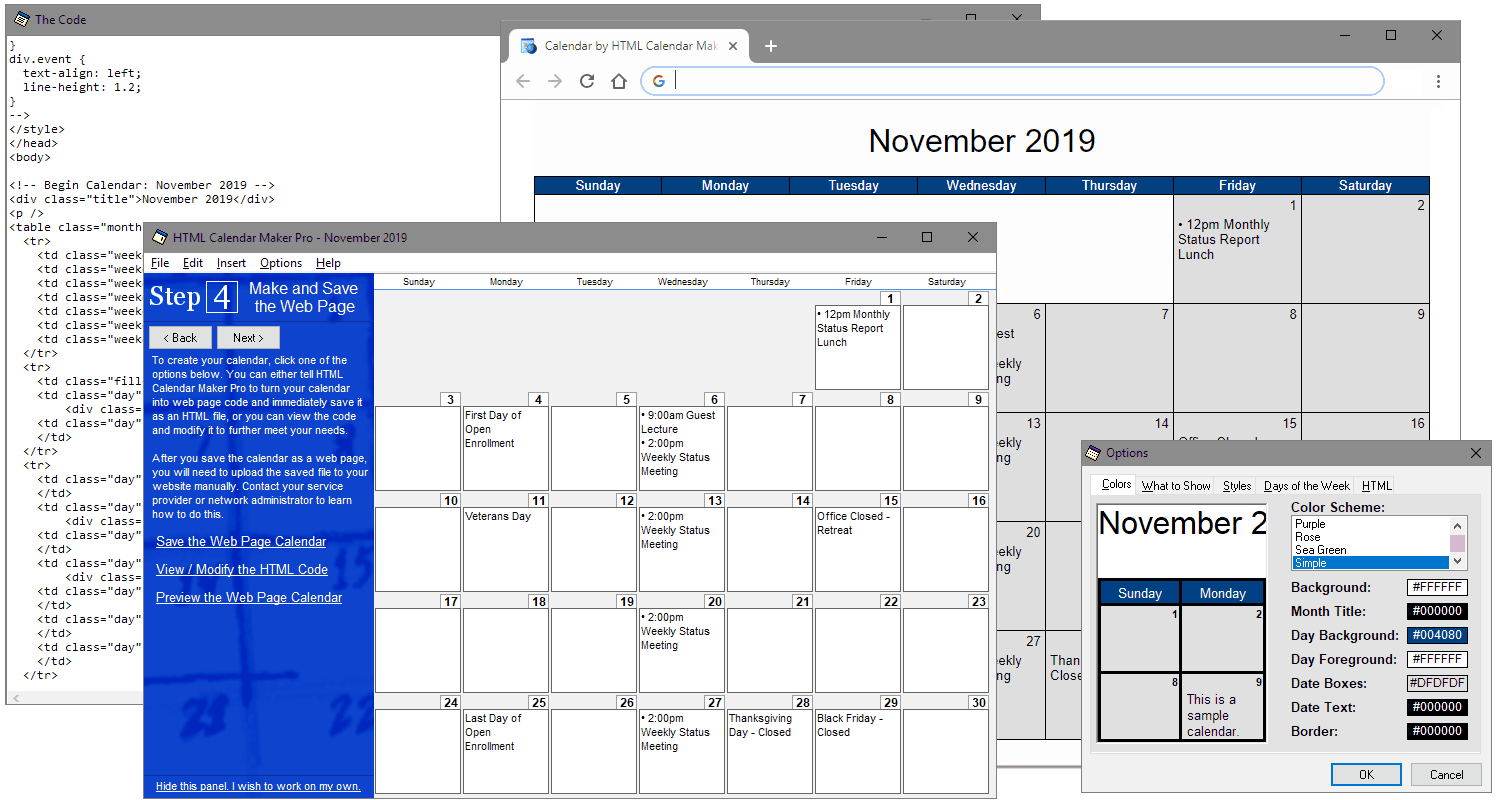 The Code
}
div.event {
text-align: left;
line-height: 1.2;
}
-->
</style>
</head>
<body>
<!-- Begin Calendar: November 2019 -->
<div class="title">November 2019</div>
<p />
<table class="month
<tr>
<td class="week
<td class="week
<td class="week
<td class="week
<td class="week
<td class="week
<td class="week
</tr>
<tr>
<td class="fill
<td class="day"
<div class=
<td class="day"
</td>
</tr>
<tr>
<td class="day"
</td>
<td class="day"
<div class=
</td>
<td class="day"
<div class=
<td class="day"
</td>
<td class="day"
</td>
<td class="day"
</td>
</tr>
Calendar by HTML Calendar Mak
November 2019
Sunday Monday Tuesday Wednesday Thursday Friday Saturday
1 2
• 12pm Monthly
Status Report
Lunch
6 7 8 9
est
eekly
ng
13 14 15 16
eekly
ng
20
eekly
ng
27
eekly
ng
Than
Close
HTML Calendar Maker Pro - November 2019
File Edit Insert Options Help
Step 4 Make and Save
the Web Page
< Back Next >
To create your calendar, click one of the
options below. You can either tell HTML
Calendar Maker Pro to turn your calendar
into web page code and immediately save it
as an HTML file, or you can view the code
and modify it to further meet your needs.
After you save the calendar as a web page,
you will need to upload the saved file to your
website manually. Contact your service
provider or network administrator to learn
how to do this.
Save the Web Page Calendar
View / Modify the HTML Code
Preview the Web Page Calendar
Hide this panel. I wish to work on my own.
Sunday Monday Tuesday Wednesday Thursday Friday Saturday
1 2
• 12pm Monthly
Status Report
Lunch
3 4 5 6 7 8 9
First Day of
Open
Enrollment
• 9:00am Guest
Lecture
• 2:00pm
Weekly Status
Meeting
10 11 12 13 14 15 16
Veterans Day
• 2:00pm
Weekly Status
Meeting
Office Closed -
Retreat
17 18 19 20 21 22 23
• 2:00pm
Weekly Status
Meeting
24 25 26 27 28 29 30
Last Day of
Open
Enrollment
• 2:00pm
Weekly Status
Meeting
Thanksgiving
Day - Closed
Black Friday -
Closed
Options
Colors What to Show Styles Days of the Week HTML
November 2
Sunday Monday
1 2
8 9
This is a
sample
calendar.
Color Scheme:
Purple
Rose
Sea Green
Simple
Background: #FFFFFF
Month Title: #000000
Day Background: #004080
Day Foreground: #FFFFFF
Date Boxes: #DFDFDF
Date Text: #000000
Border: #000000
OK Cancel